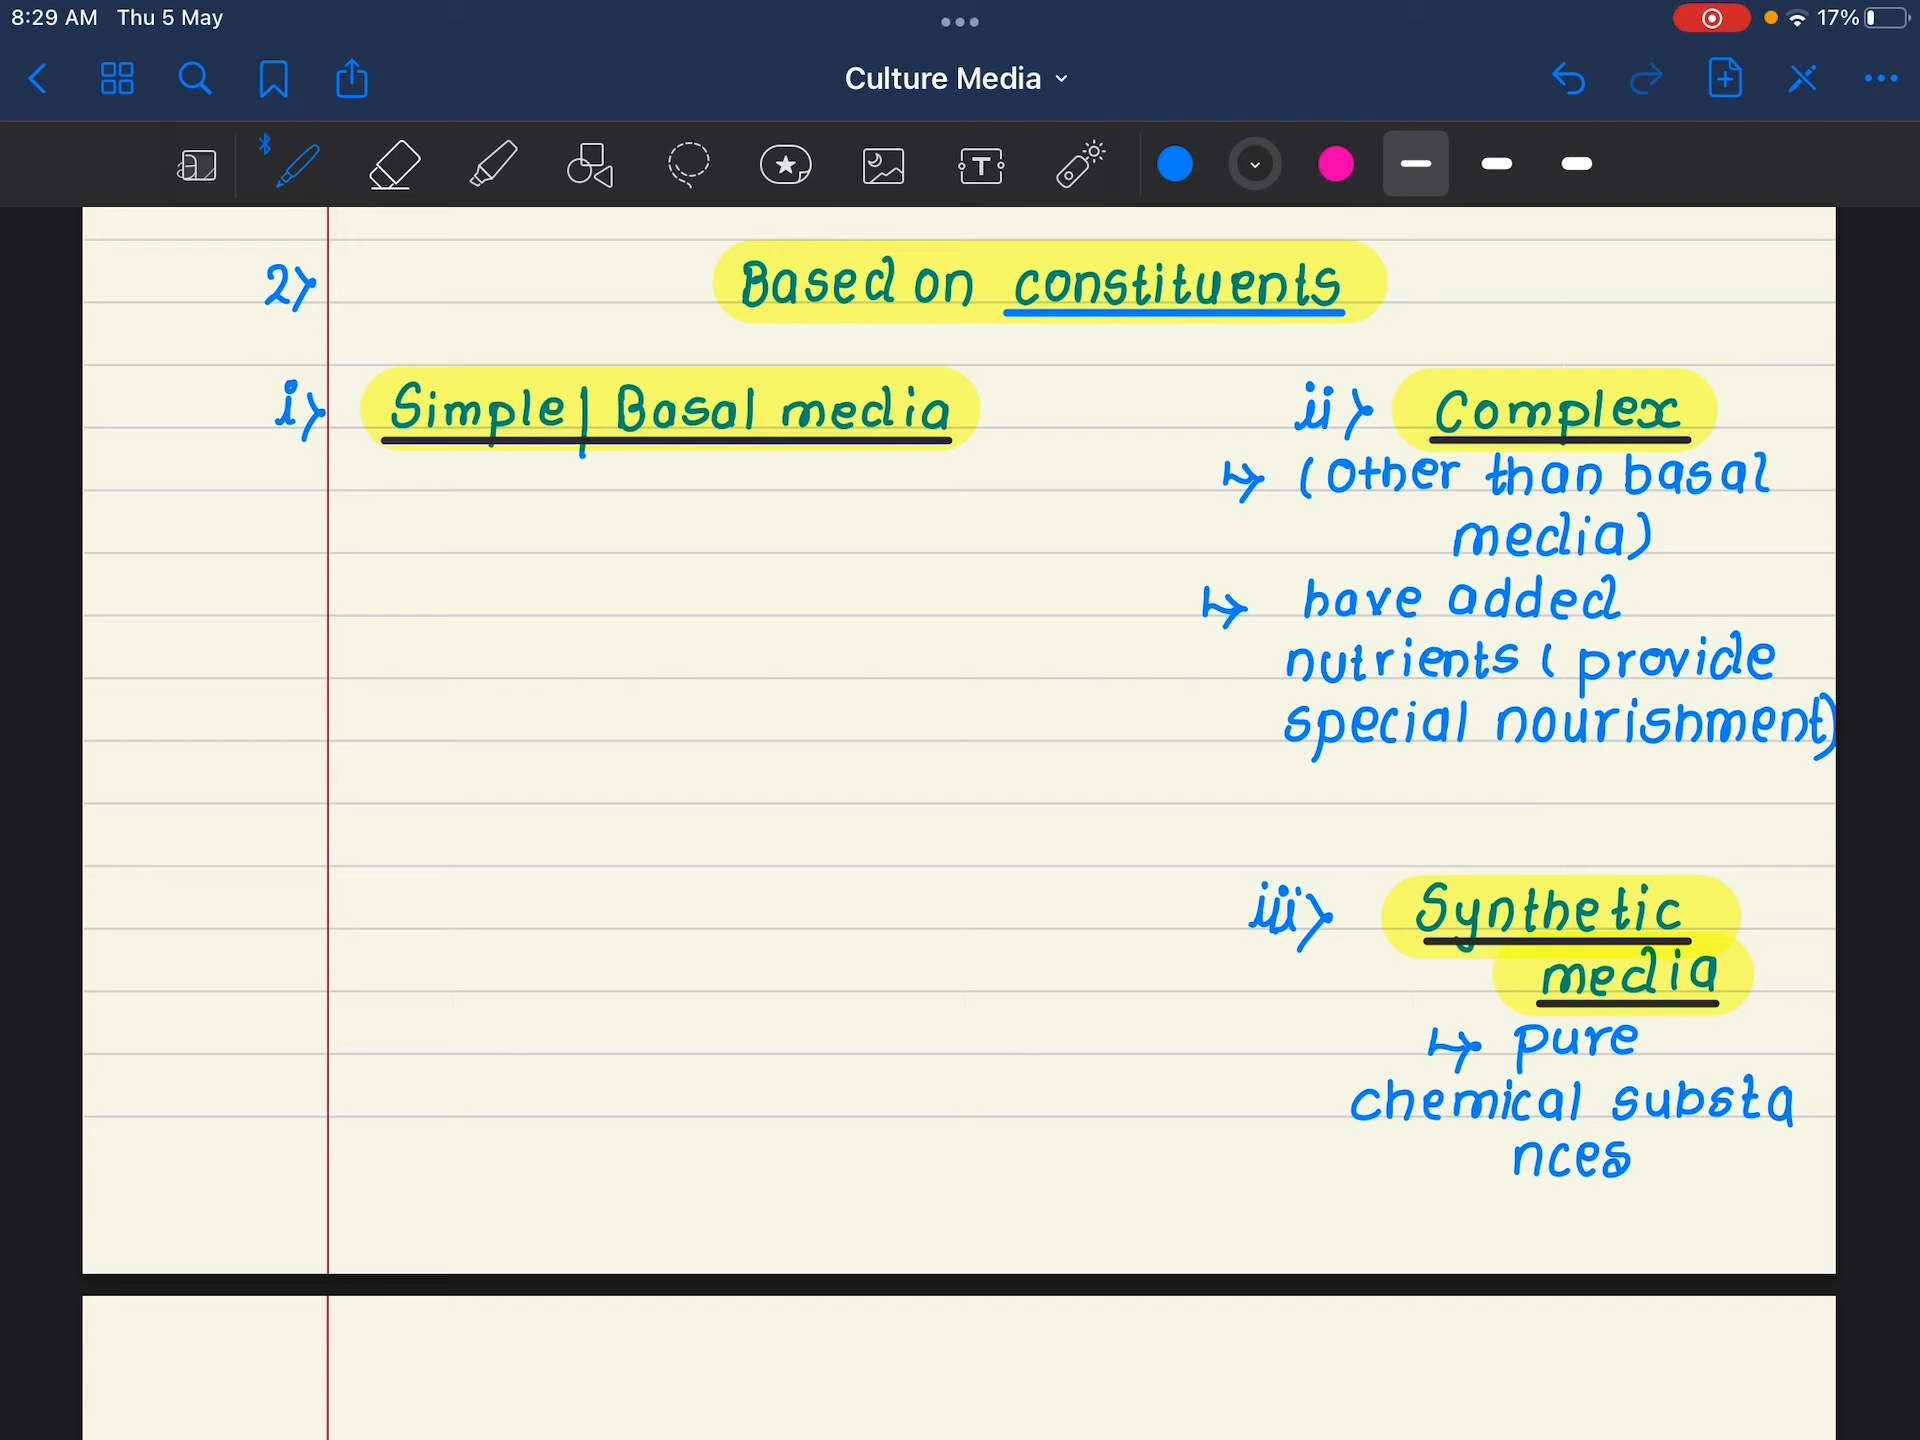 8:29 AM Thu 5 May
17%
Culture Media
2) Based on constituents
i) Simple | Basal media
ii) Complex
↳ (Other than basal
media)
↳ have added
nutrients ( provide
special nourishment)
iii) Synthetic
media
↳ pure
chemical substa
nces